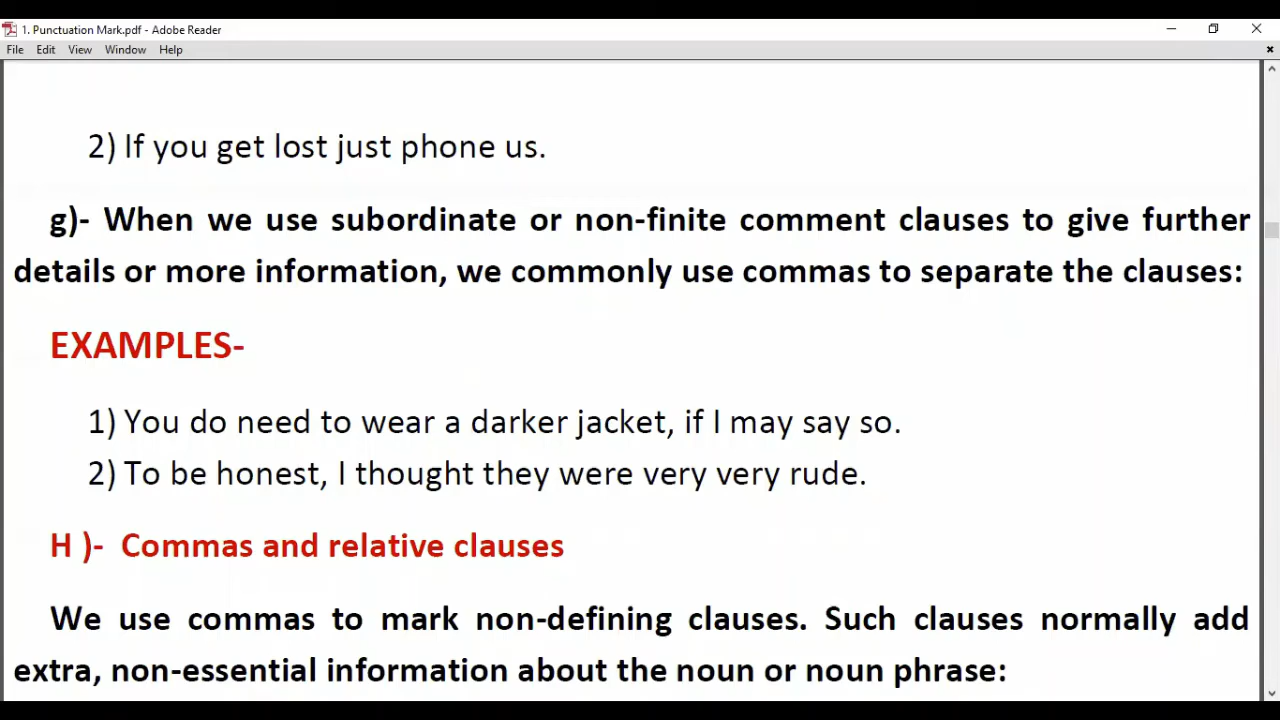 1. Punctuation Mark.pdf - Adobe Reader
File Edit View Window Help
2) If you get lost just phone us.
g)- When we use subordinate or non-finite comment clauses to give further
details or more information, we commonly use commas to separate the clauses:
EXAMPLES-
1) You do need to wear a darker jacket, if I may say so.
2) To be honest, I thought they were very very rude.
H )- Commas and relative clauses
We use commas to mark non-defining clauses. Such clauses normally add
extra, non-essential information about the noun or noun phrase: